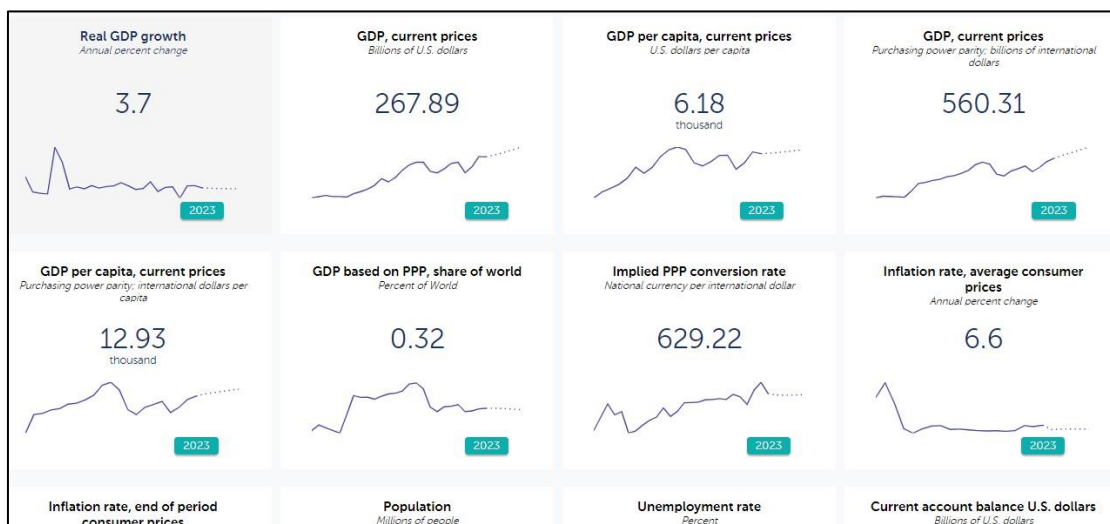 Real GDP growth
Annual percent change
3.7
2023
GDP, current prices
Billions of U.S. dollars
267.89
2023
GDP per capita, current prices
U.S. dollars per capita
6.18
thousand
2023
GDP, current prices
Purchasing power parity; billions of international
dollars
560.31
2023
GDP per capita, current prices
Purchasing power parity; international dollars per
capita
12.93
thousand
2023
GDP based on PPP, share of world
Percent of World
0.32
2023
Implied PPP conversion rate
National currency per international dollar
629.22
2023
Inflation rate, average consumer
prices
Annual percent change
6.6
2023
Inflation rate, end of period
consumer prices
Population
Millions of people
Unemployment rate
Percent
Current account balance U.S. dollars
Billions of U.S. dollars